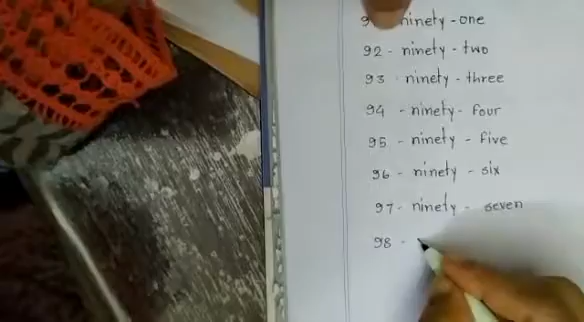 9 ninety - one
92 - ninety - two
93 - ninety - three
94 - ninety - four
95 - ninety - five
96 - ninety - six
97 - ninety - seven
98 -